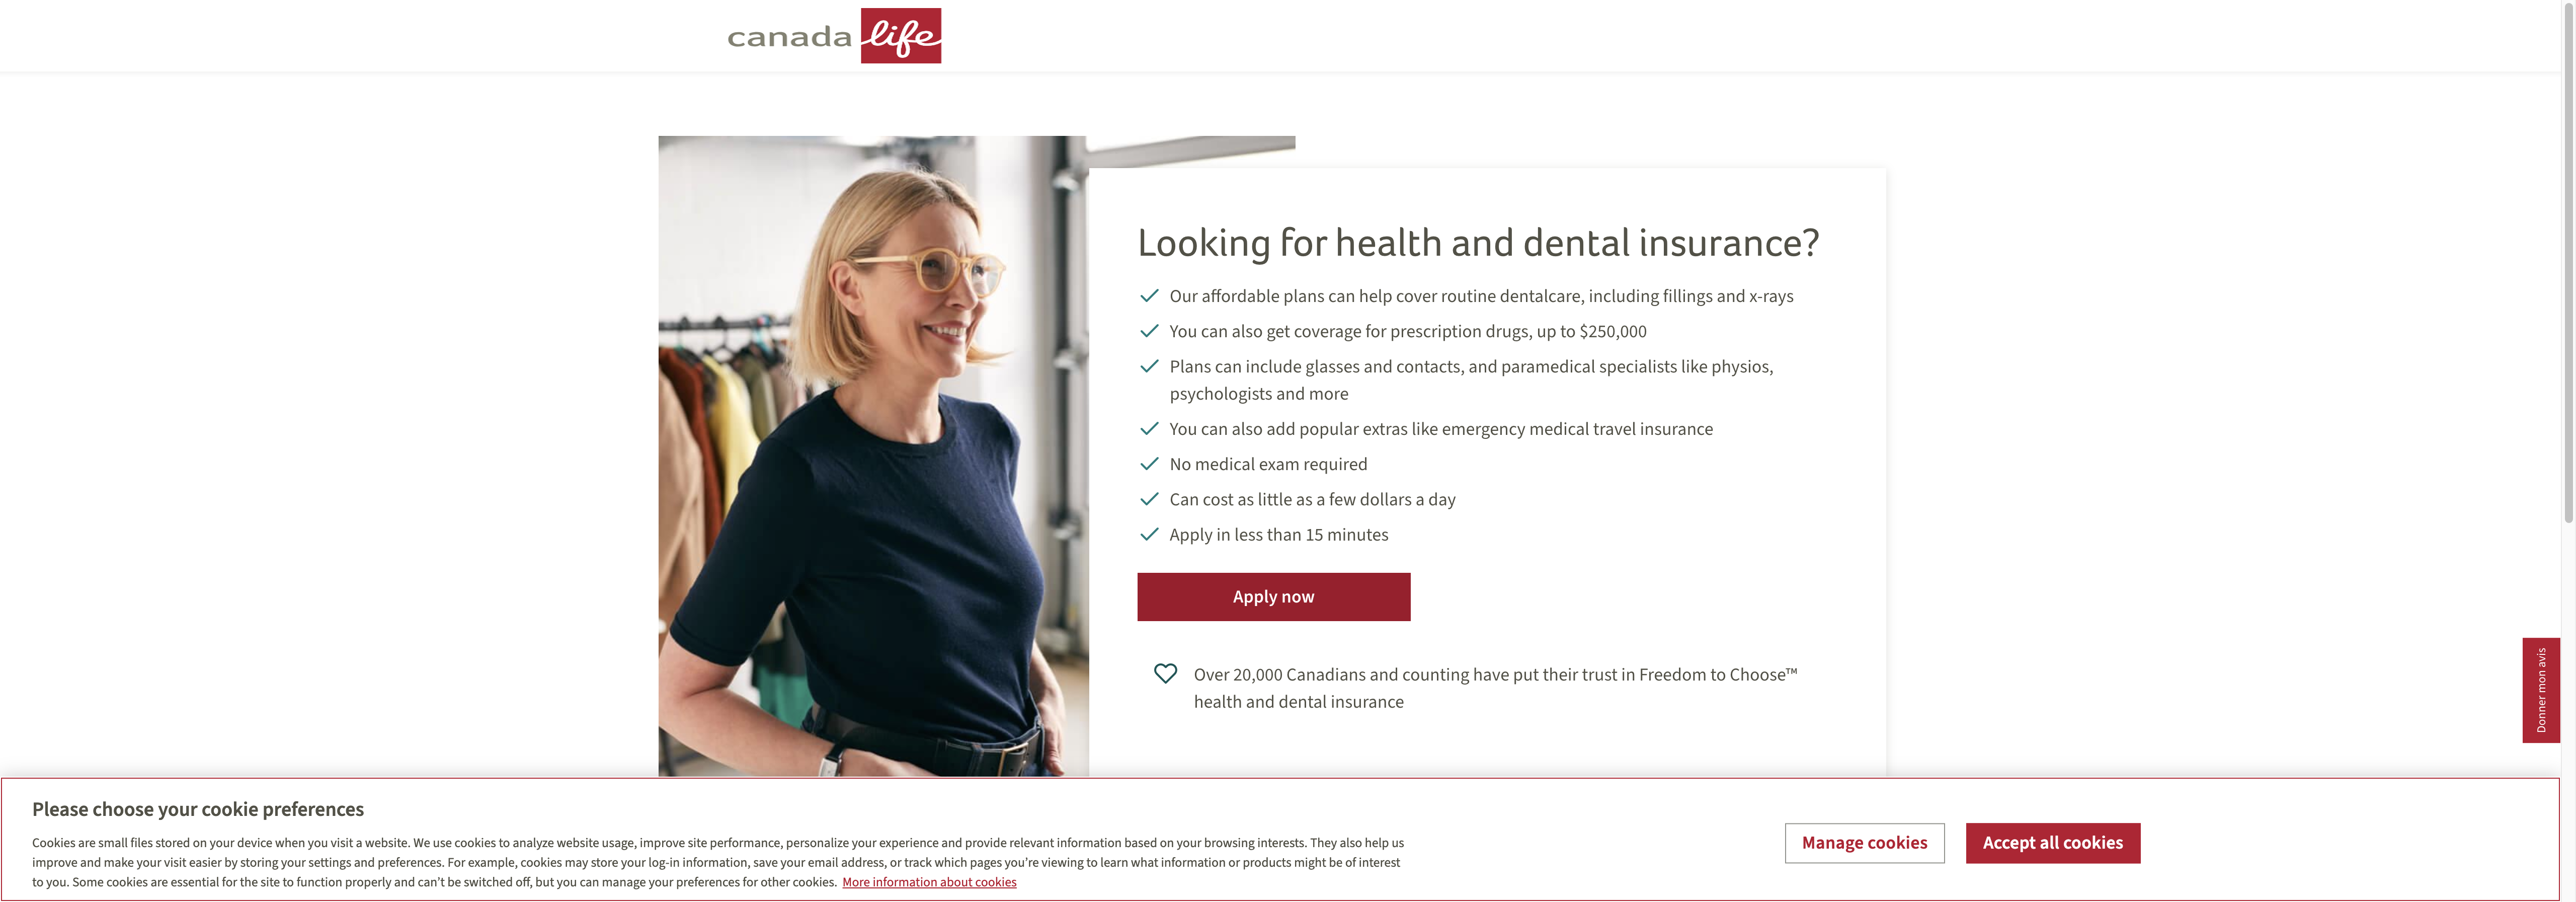 canada life
Looking for health and dental insurance?
Our affordable plans can help cover routine dentalcare, including fillings and x-rays
You can also get coverage for prescription drugs, up to $250,000
Plans can include glasses and contacts, and paramedical specialists like physios,
psychologists and more
You can also add popular extras like emergency medical travel insurance
No medical exam required
Can cost as little as a few dollars a day
Apply in less than 15 minutes
Apply now
Over 20,000 Canadians and counting have put their trust in Freedom to Choose™
health and dental insurance
Donner mon avis
Please choose your cookie preferences
Cookies are small files stored on your device when you visit a website. We use cookies to analyze website usage, improve site performance, personalize your experience and provide relevant information based on your browsing interests. They also help us
improve and make your visit easier by storing your settings and preferences. For example, cookies may store your log-in information, save your email address, or track which pages you’re viewing to learn what information or products might be of interest
to you. Some cookies are essential for the site to function properly and can’t be switched off, but you can manage your preferences for other cookies. More information about cookies
Manage cookies
Accept all cookies